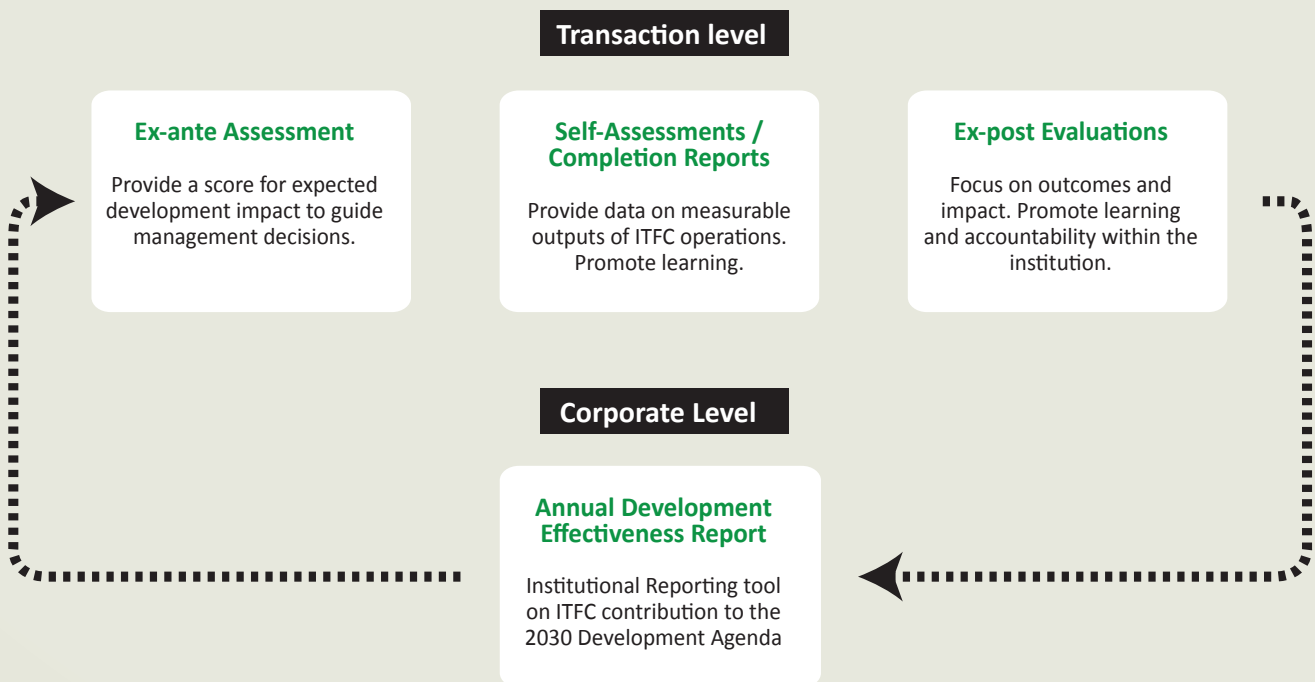 Transaction level
Ex-ante Assessment
Provide a score for expected
development impact to guide
management decisions.
Self-Assessments /
Completion Reports
Provide data on measurable
outputs of ITFC operations.
Promote learning.
Ex-post Evaluations
Focus on outcomes and
impact. Promote learning
and accountability within the
institution.
Corporate Level
Annual Development
Effectiveness Report
Institutional Reporting tool
on ITFC contribution to the
2030 Development Agenda